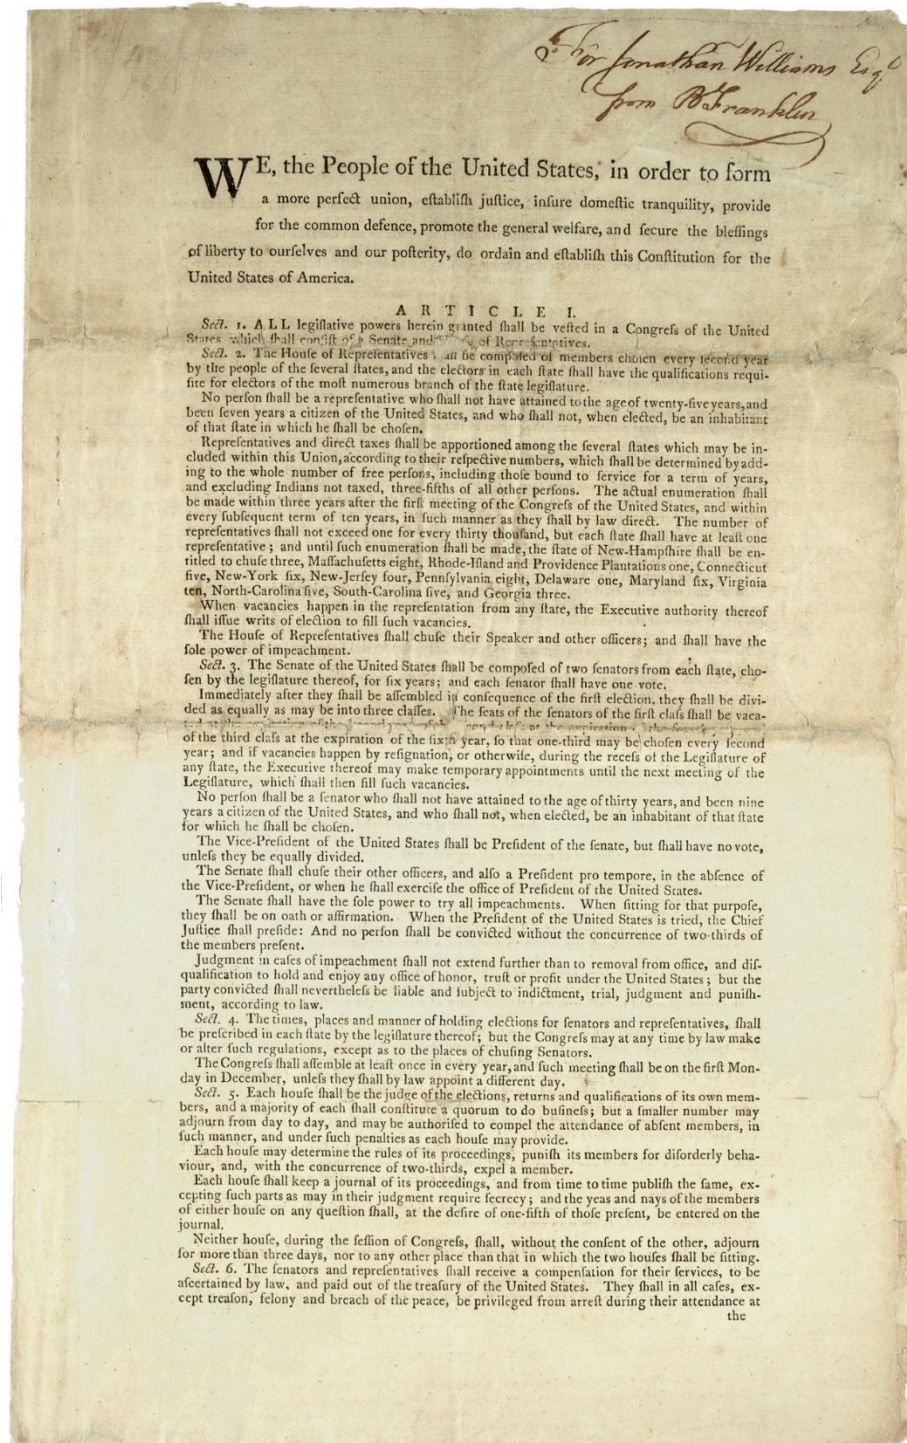 For Jonathan Williams Esqr
from B Franklin
WE, the People of the United States, in order to form
a more perfect union, eſtabliſh juſtice, inſure domeſtic tranquility, provide
for the common defence, promote the general welfare, and ſecure the bleſſings
of liberty to ourſelves and our poſterity, do ordain and eſtabliſh this Conſtitution for the
United States of America.
ARTICLE I.
Sect. 1. ALL legiſlative powers herein granted ſhall be veſted in a Congreſs of the United
States which ſhall conſiſt of a Senate and of Repreſentatives.
Sect. 2. The Houſe of Repreſentatives ſhall be compoſed of members choſen every ſecond year
by the people of the ſeveral ſtates, and the electors in each ſtate ſhall have the qualifications requi-
ſite for electors of the moſt numerous branch of the ſtate legiſlature.
No perſon ſhall be a repreſentative who ſhall not have attained to the age of twenty-five years, and
been ſeven years a citizen of the United States, and who ſhall not, when elected, be an inhabitant
of that ſtate in which he ſhall be choſen.
Repreſentatives and direct taxes ſhall be apportioned among the ſeveral ſtates which may be in-
cluded within this Union, according to their reſpective numbers, which ſhall be determined by add-
ing to the whole number of free perſons, including thoſe bound to ſervice for a term of years,
and excluding Indians not taxed, three-fifths of all other perſons. The actual enumeration ſhall
be made within three years after the firſt meeting of the Congreſs of the United States, and within
every ſubſequent term of ten years, in ſuch manner as they ſhall by law direct. The number of
repreſentatives ſhall not exceed one for every thirty thouſand, but each ſtate ſhall have at leaſt one
repreſentative ; and until ſuch enumeration ſhall be made, the ſtate of New-Hampſhire ſhall be en-
titled to chuſe three, Maſſachuſetts eight, Rhode-Iſland and Providence Plantations one, Connecticut
five, New-York ſix, New-Jerſey four, Pennſylvania eight, Delaware one, Maryland ſix, Virginia
ten, North-Carolina five, South-Carolina five, and Georgia three.
When vacancies happen in the repreſentation from any ſtate, the Executive authority thereof
ſhall iſſue writs of election to fill ſuch vacancies.
The Houſe of Repreſentatives ſhall chuſe their Speaker and other officers; and ſhall have the
ſole power of impeachment.
Sect. 3. The Senate of the United States ſhall be compoſed of two ſenators from each ſtate, cho-
ſen by the legiſlature thereof, for ſix years; and each ſenator ſhall have one vote.
Immediately after they ſhall be aſſembled in conſequence of the firſt election, they ſhall be divi-
ded as equally as may be into three claſſes. The ſeats of the ſenators of the firſt claſs ſhall be vaca-
of the third claſs at the expiration of the ſixth year, ſo that one-third may be choſen every ſecond
year; and if vacancies happen by reſignation, or otherwiſe, during the receſs of the Legiſlature of
any ſtate, the Executive thereof may make temporary appointments until the next meeting of the
Legiſlature, which ſhall then fill ſuch vacancies.
No perſon ſhall be a ſenator who ſhall not have attained to the age of thirty years, and been nine
years a citizen of the United States, and who ſhall not, when elected, be an inhabitant of that ſtate
for which he ſhall be choſen.
The Vice-Preſident of the United States ſhall be Preſident of the ſenate, but ſhall have no vote,
unleſs they be equally divided.
The Senate ſhall chuſe their other officers, and alſo a Preſident pro tempore, in the abſence of
the Vice-Preſident, or when he ſhall exerciſe the office of Preſident of the United States.
The Senate ſhall have the ſole power to try all impeachments. When ſitting for that purpoſe,
they ſhall be on oath or affirmation. When the Preſident of the United States is tried, the Chief
Juſtice ſhall preſide: And no perſon ſhall be convicted without the concurrence of two-thirds of
the members preſent.
Judgment in caſes of impeachment ſhall not extend further than to removal from office, and diſ-
qualification to hold and enjoy any office of honor, truſt or profit under the United States ; but the
party convicted ſhall nevertheleſs be liable and ſubject to indictment, trial, judgment and puniſh-
ment, according to law.
Sect. 4. The times, places and manner of holding elections for ſenators and repreſentatives, ſhall
be preſcribed in each ſtate by the legiſlature thereof; but the Congreſs may at any time by law make
or alter ſuch regulations, except as to the places of chuſing Senators.
The Congreſs ſhall aſſemble at leaſt once in every year, and ſuch meeting ſhall be on the firſt Mon-
day in December, unleſs they ſhall by law appoint a different day.
Sect. 5. Each houſe ſhall be the judge of the elections, returns and qualifications of its own mem-
bers, and a majority of each ſhall conſtitute a quorum to do buſineſs; but a ſmaller number may
adjourn from day to day, and may be authoriſed to compel the attendance of abſent members, in
ſuch manner, and under ſuch penalties as each houſe may provide.
Each houſe may determine the rules of its proceedings, puniſh its members for diſorderly beha-
viour, and, with the concurrence of two-thirds, expel a member.
Each houſe ſhall keep a journal of its proceedings, and from time to time publiſh the ſame, ex-
cepting ſuch parts as may in their judgment require ſecrecy ; and the yeas and nays of the members
of either houſe on any queſtion ſhall, at the deſire of one-fifth of thoſe preſent, be entered on the
journal.
Neither houſe, during the ſeſſion of Congreſs, ſhall, without the conſent of the other, adjourn
for more than three days, nor to any other place than that in which the two houſes ſhall be ſitting.
Sect. 6. The ſenators and repreſentatives ſhall receive a compenſation for their ſervices, to be
aſcertained by law, and paid out of the treaſury of the United States. They ſhall in all caſes, ex-
cept treaſon, felony and breach of the peace, be privileged from arreſt during their attendance at
the